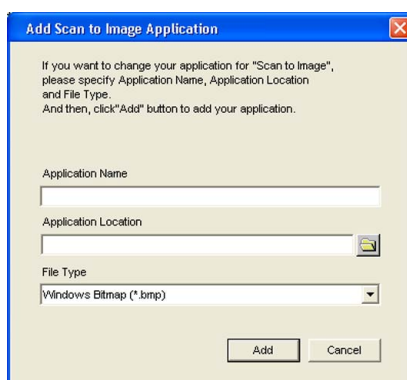 Add Scan to Image Application
If you want to change your application for "Scan to Image",
please specify Application Name, Application Location
and File Type.
And then, click"Add" button to add your application.
Application Name
Application Location
File Type
Windows Bitmap (*.bmp)
Add Cancel